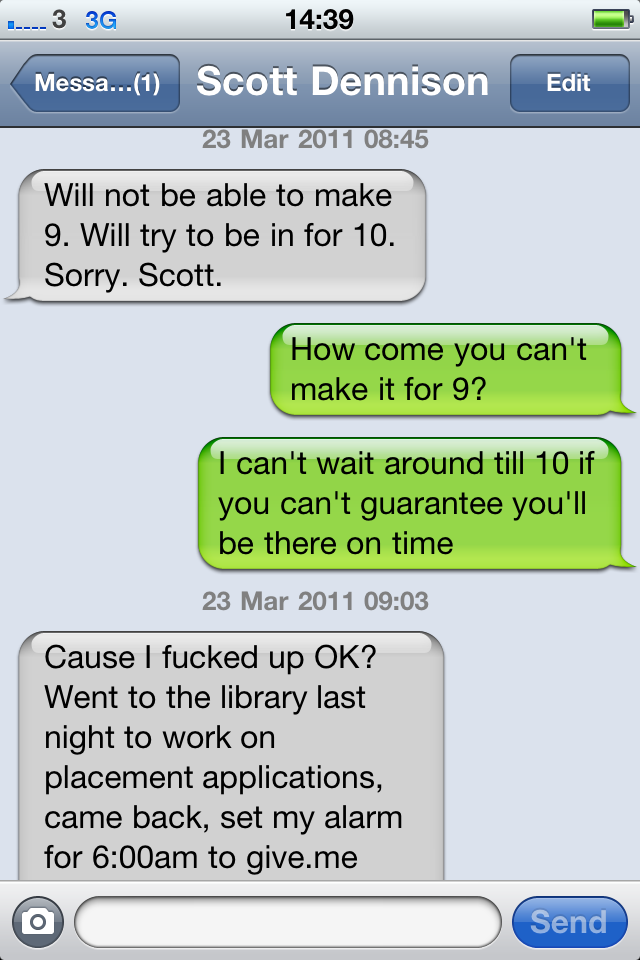 3 3G 14:39
Messa...(1) Scott Dennison Edit
23 Mar 2011 08:45
Will not be able to make
9. Will try to be in for 10.
Sorry. Scott.
How come you can't
make it for 9?
I can't wait around till 10 if
you can't guarantee you'll
be there on time
23 Mar 2011 09:03
Cause I fucked up OK?
Went to the library last
night to work on
placement applications,
came back, set my alarm
for 6:00am to give.me
Send